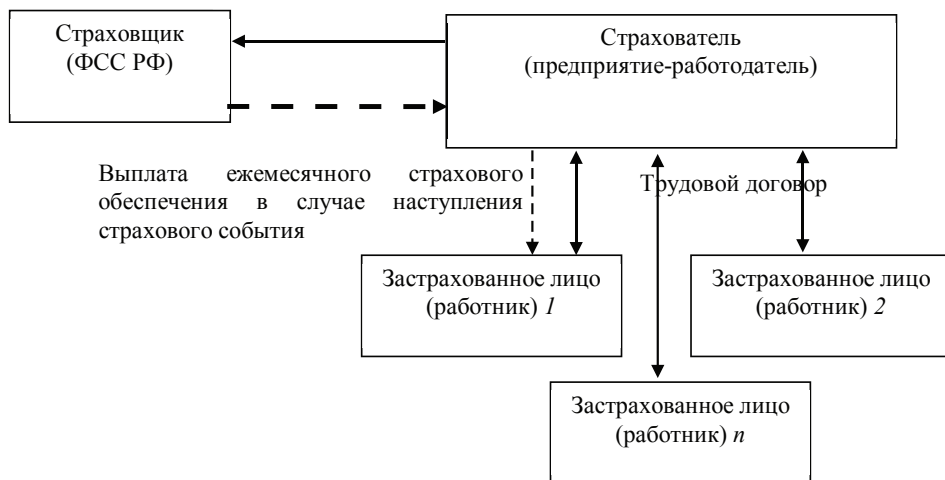 Страховщик
(ФСС РФ)
Страхователь
(предприятие-работодатель)
Выплата ежемесячного страхового
обеспечения в случае наступления
страхового события
Трудовой договор
Застрахованное лицо
(работник) 1
Застрахованное лицо
(работник) 2
Застрахованное лицо
(работник) n